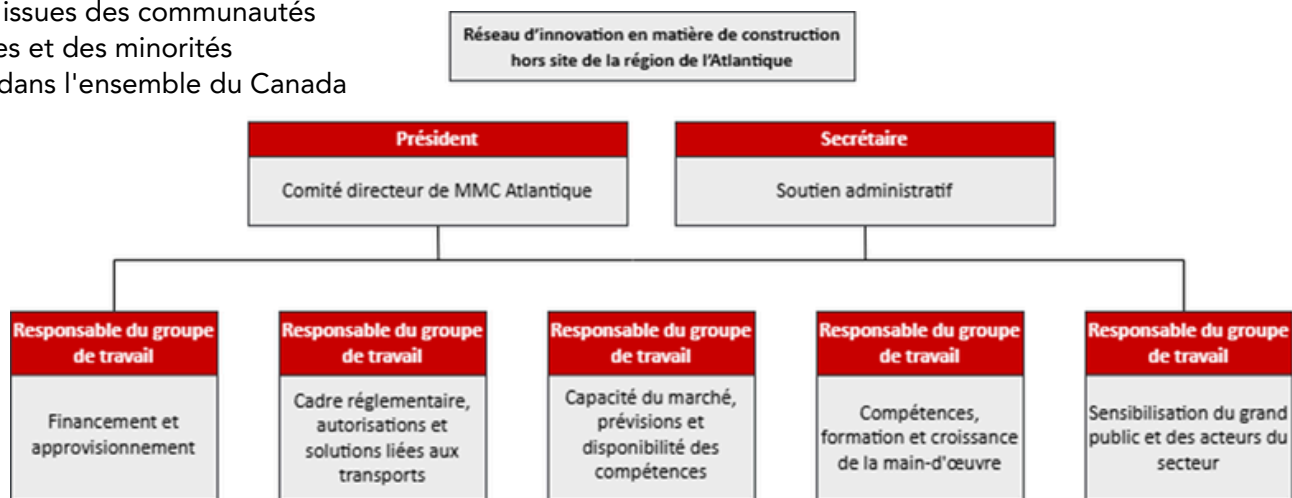 issues des communautés
es et des minorités
dans l'ensemble du Canada
Réseau d'innovation en matière de construction
hors site de la région de l'Atlantique
Président
Comité directeur de MMC Atlantique
Secrétaire
Soutien administratif
Responsable du groupe
de travail
Financement et
approvisionnement
Responsable du groupe
de travail
Cadre réglementaire,
autorisations et
solutions liées aux
transports
Responsable du groupe
de travail
Capacité du marché,
prévisions et
disponibilité des
compétences
Responsable du groupe
de travail
Compétences,
formation et croissance
de la main-d'œuvre
Responsable du groupe
de travail
Sensibilisation du grand
public et des acteurs du
secteur